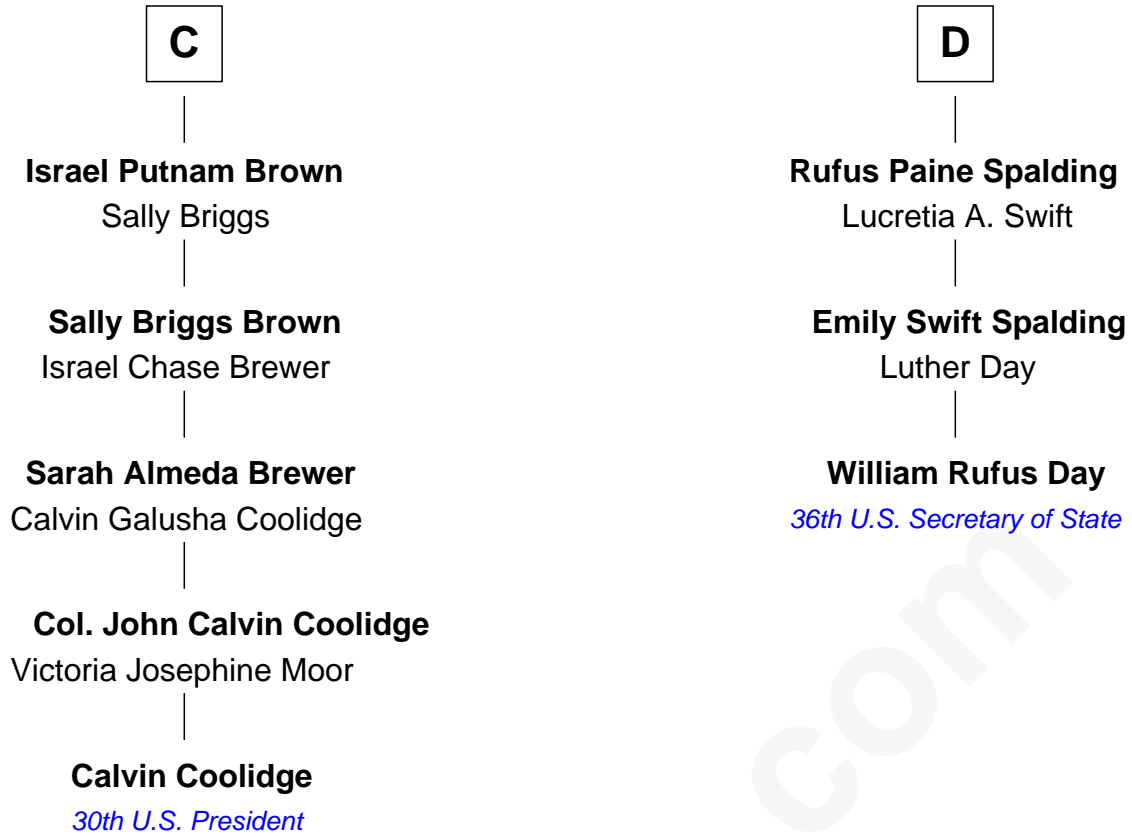 C
Israel Putnam Brown
Sally Briggs
Sally Briggs Brown
Israel Chase Brewer
Sarah Almeda Brewer
Calvin Galusha Coolidge
Col. John Calvin Coolidge
Victoria Josephine Moor
Calvin Coolidge
30th U.S. President
D
Rufus Paine Spalding
Lucretia A. Swift
Emily Swift Spalding
Luther Day
William Rufus Day
36th U.S. Secretary of State
com